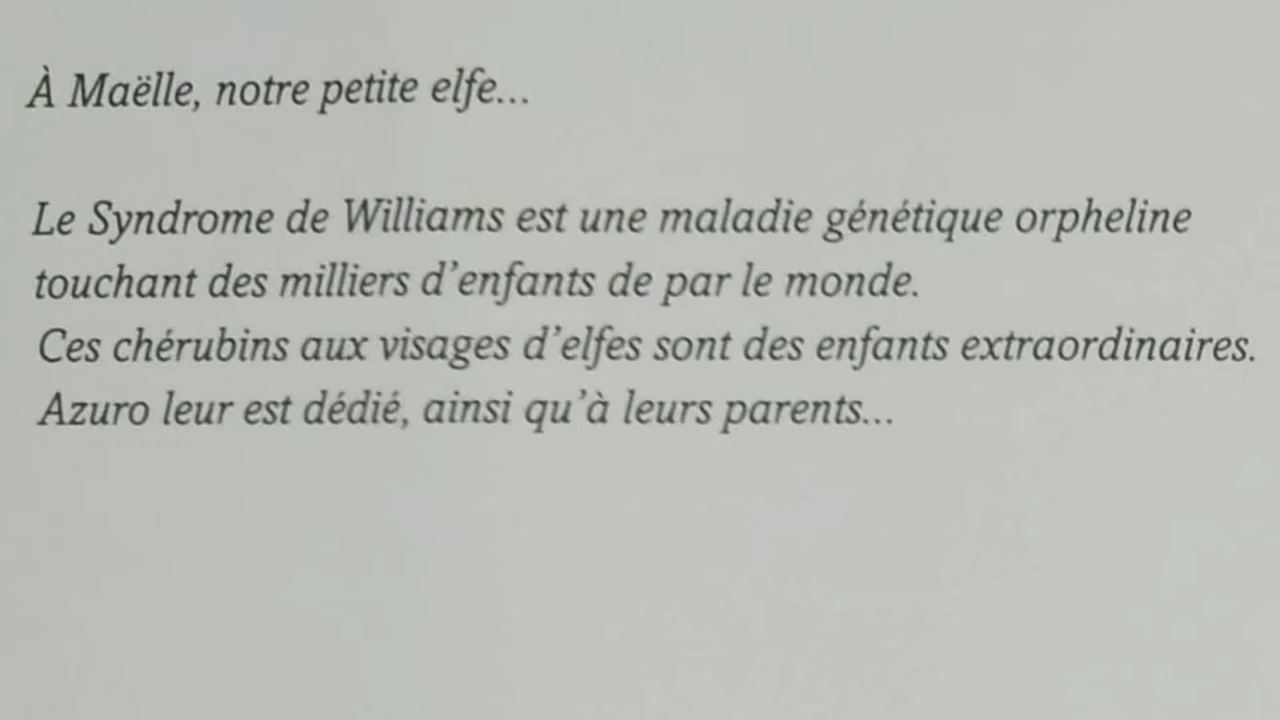 À Maëlle, notre petite elfe...
Le Syndrome de Williams est une maladie génétique orpheline
touchant des milliers d'enfants de par le monde.
Ces chérubins aux visages d'elfes sont des enfants extraordinaires.
Azuro leur est dédié, ainsi qu'à leurs parents...